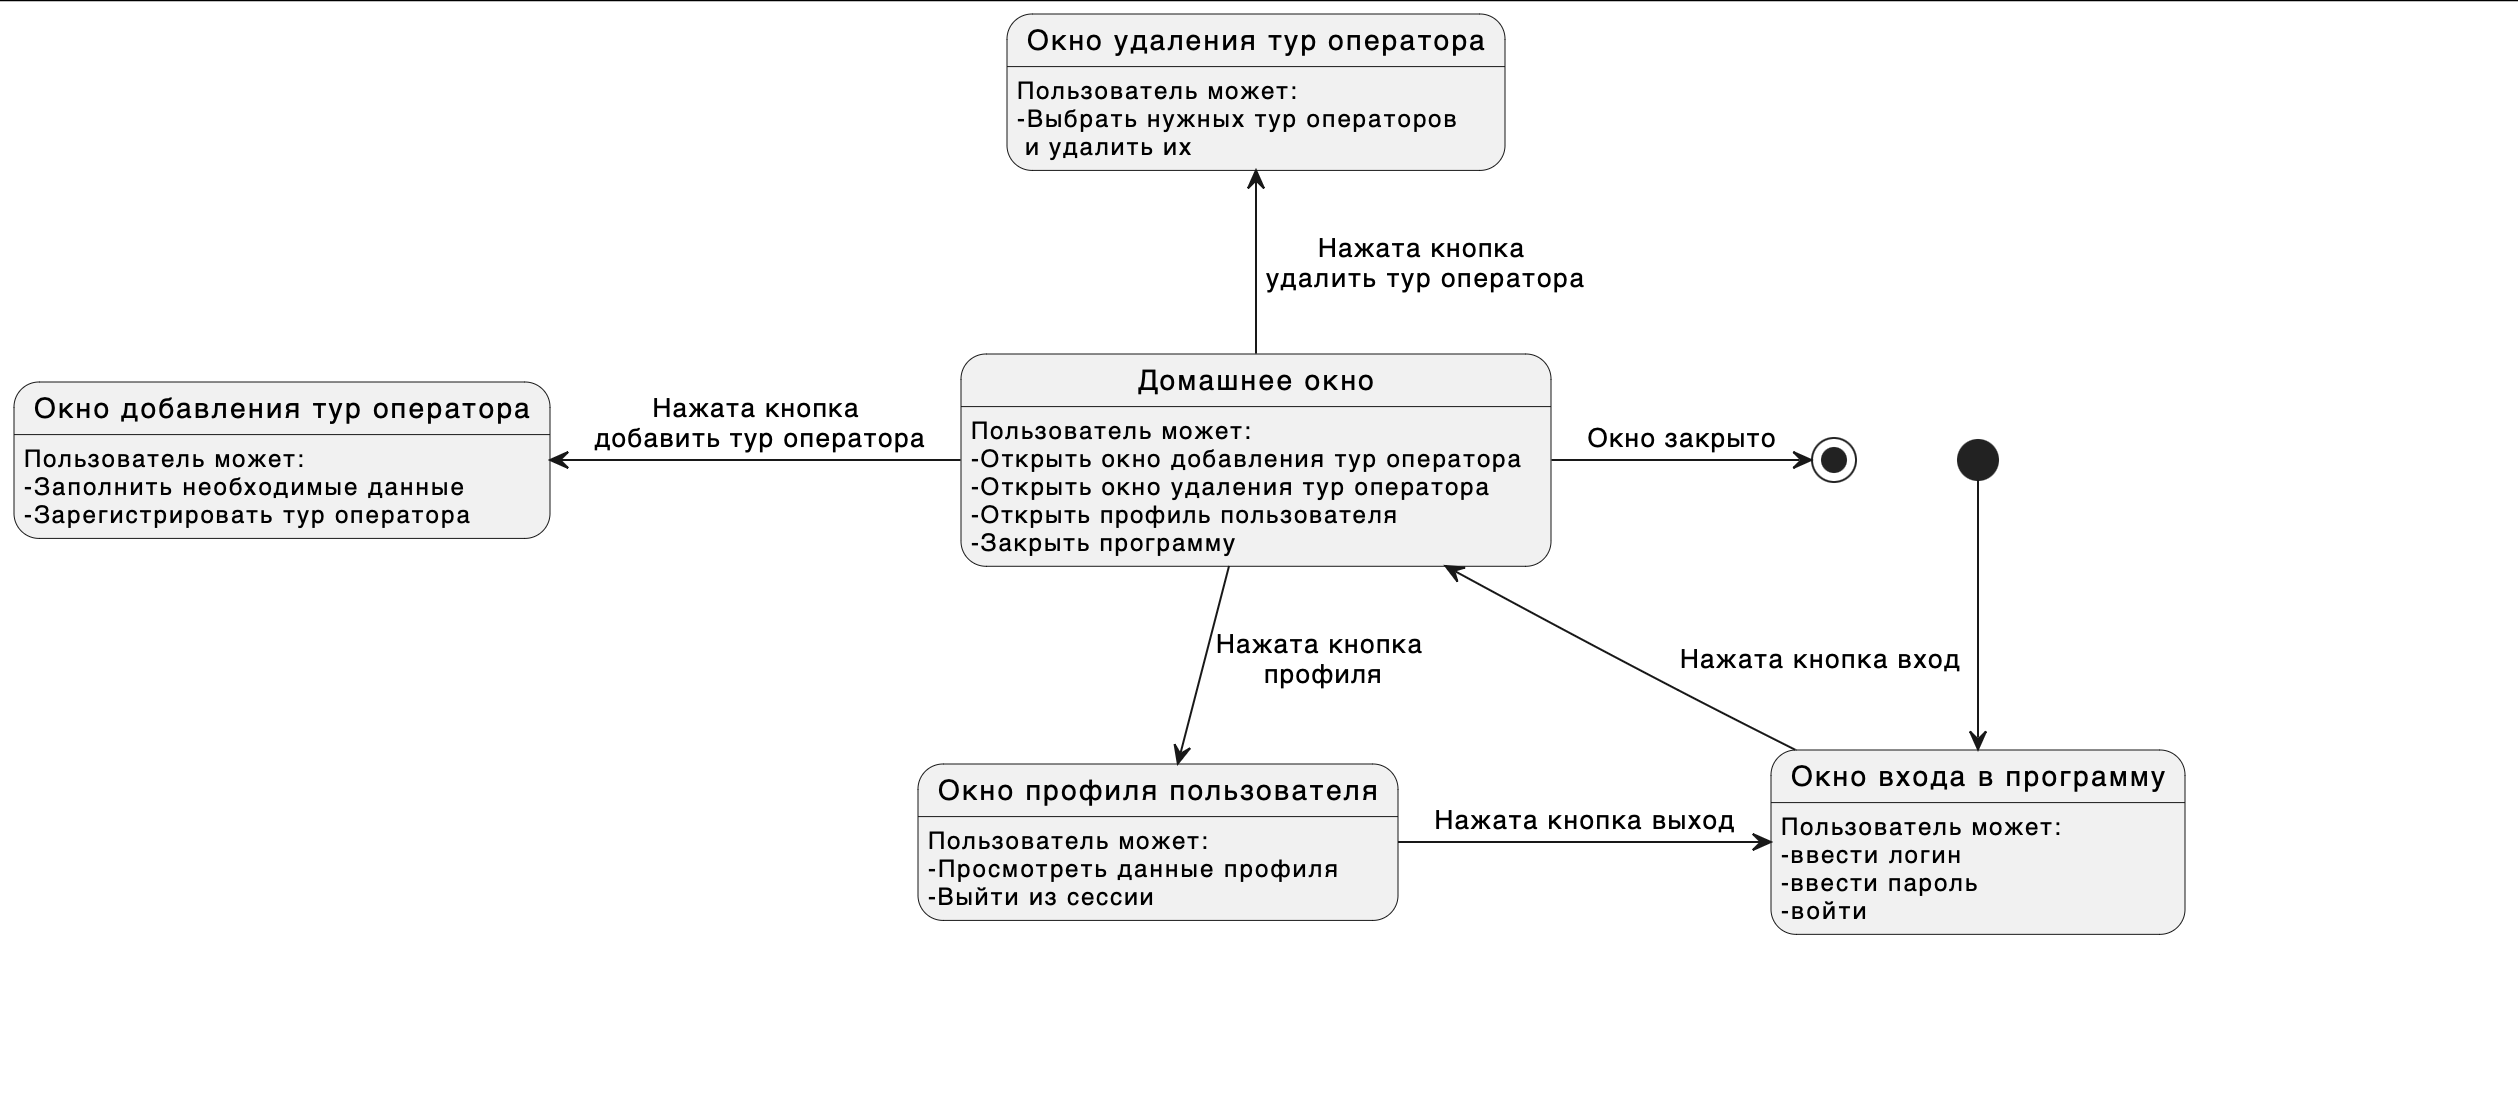 Окно удаления тур оператора
Пользователь может:
-Выбрать нужных тур операторов
и удалить их
Нажата кнопка
удалить тур оператора
Окно добавления тур оператора
Пользователь может:
-Заполнить необходимые данные
-Зарегистрировать тур оператора
Нажата кнопка
добавить тур оператора
Домашнее окно
Пользователь может:
-Открыть окно добавления тур оператора
-Открыть окно удаления тур оператора
-Открыть профиль пользователя
-Закрыть программу
Окно закрыто
Нажата кнопка
профиля
Нажата кнопка вход
Окно профиля пользователя
Пользователь может:
-Просмотреть данные профиля
-Выйти из сессии
Нажата кнопка выход
Окно входа в программу
Пользователь может:
-ввести логин
-ввести пароль
-войти